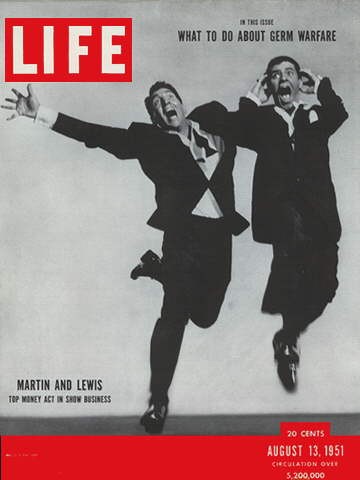 LIFE
IN THIS ISSUE
WHAT TO DO ABOUT GERM WARFARE
MARTIN AND LEWIS
TOP MONEY ACT IN SHOW BUSINESS
20 CENTS
AUGUST 13, 1951
CIRCULATION OVER
5,200,000